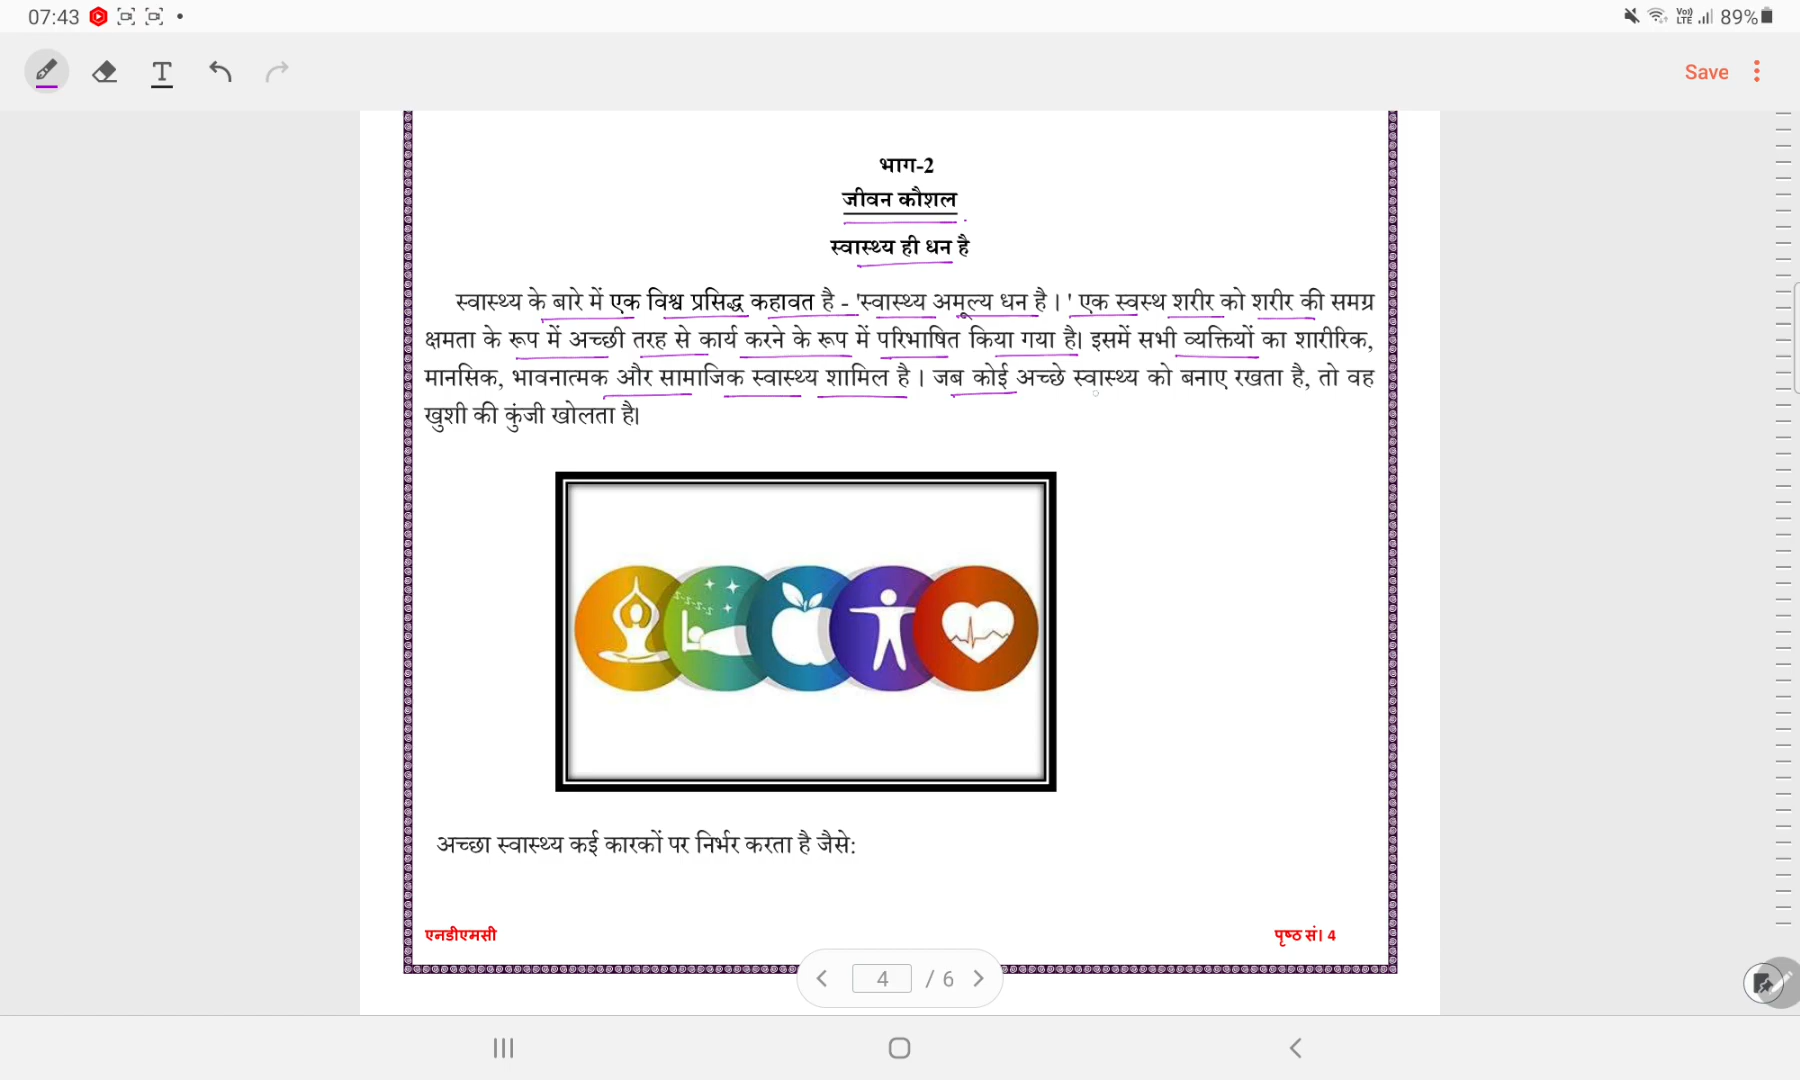 07:43
89%
Save
भाग-2
जीवन कौशल
स्वास्थ्य ही धन है
स्वास्थ्य के बारे में एक विश्व प्रसिद्ध कहावत है - 'स्वास्थ्य अमूल्य धन है। ' एक स्वस्थ शरीर को शरीर की समग्र
क्षमता के रूप में अच्छी तरह से कार्य करने के रूप में परिभाषित किया गया है। इसमें सभी व्यक्तियों का शारीरिक,
मानसिक, भावनात्मक और सामाजिक स्वास्थ्य शामिल है। जब कोई अच्छे स्वास्थ्य को बनाए रखता है, तो वह
खुशी की कुंजी खोलता है।
अच्छा स्वास्थ्य कई कारकों पर निर्भर करता है जैसे:
एनडीएमसी पृष्ठ सं। 4
4 / 6